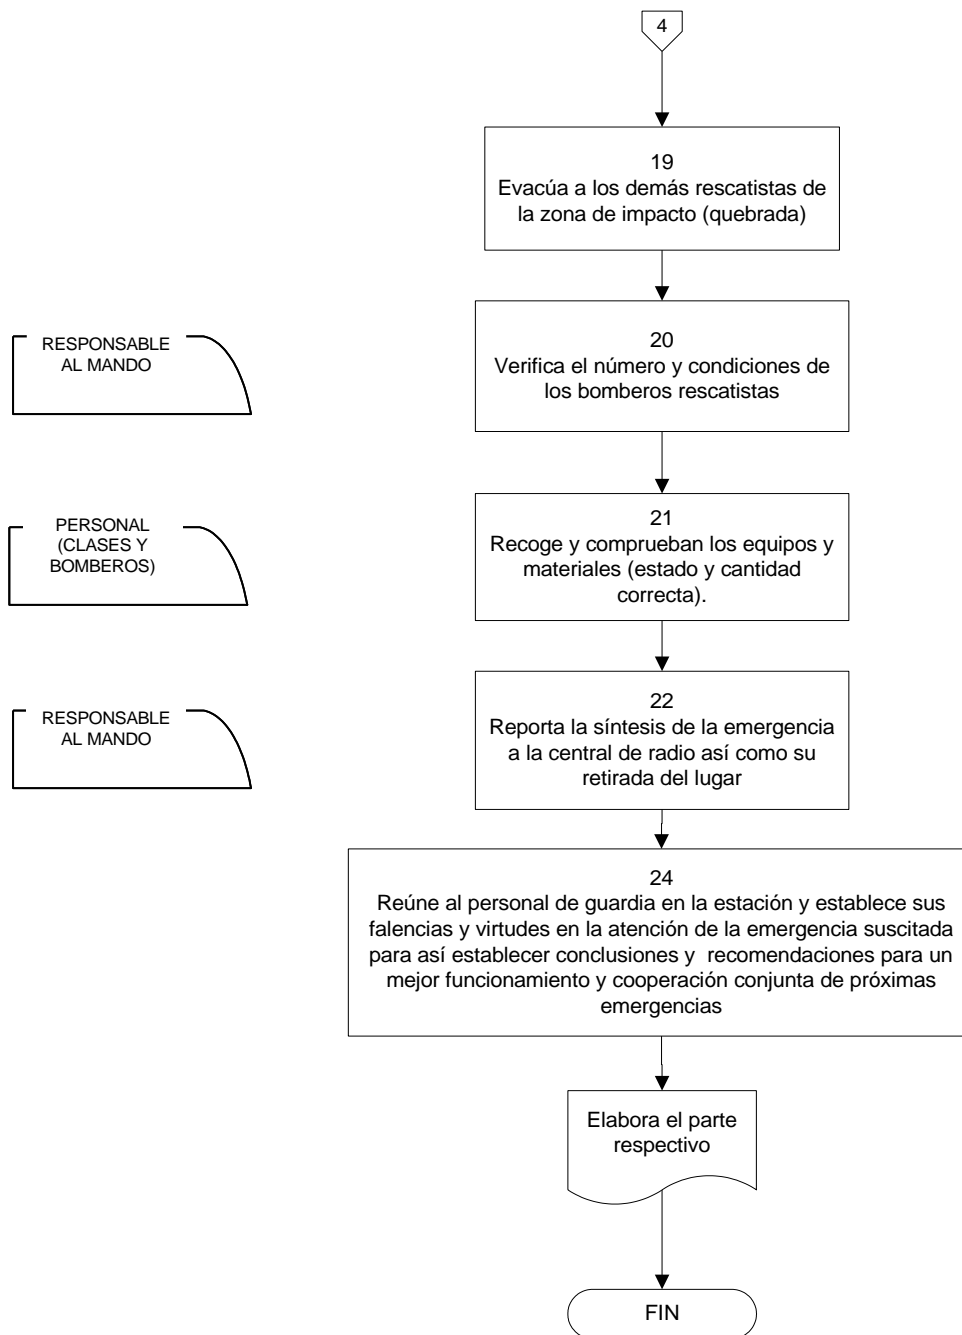 4
19
Evacúa a los demás rescatistas de
la zona de impacto (quebrada)
RESPONSABLE
AL MANDO
20
Verifica el número y condiciones de
los bomberos rescatistas
PERSONAL
(CLASES Y
BOMBEROS)
21
Recoge y comprueban los equipos y
materiales (estado y cantidad
correcta).
RESPONSABLE
AL MANDO
22
Reporta la síntesis de la emergencia
a la central de radio así como su
retirada del lugar
24
Reúne al personal de guardia en la estación y establece sus
falencias y virtudes en la atención de la emergencia suscitada
para así establecer conclusiones y  recomendaciones para un
mejor funcionamiento y cooperación conjunta de próximas
emergencias
Elabora el parte
respectivo
FIN